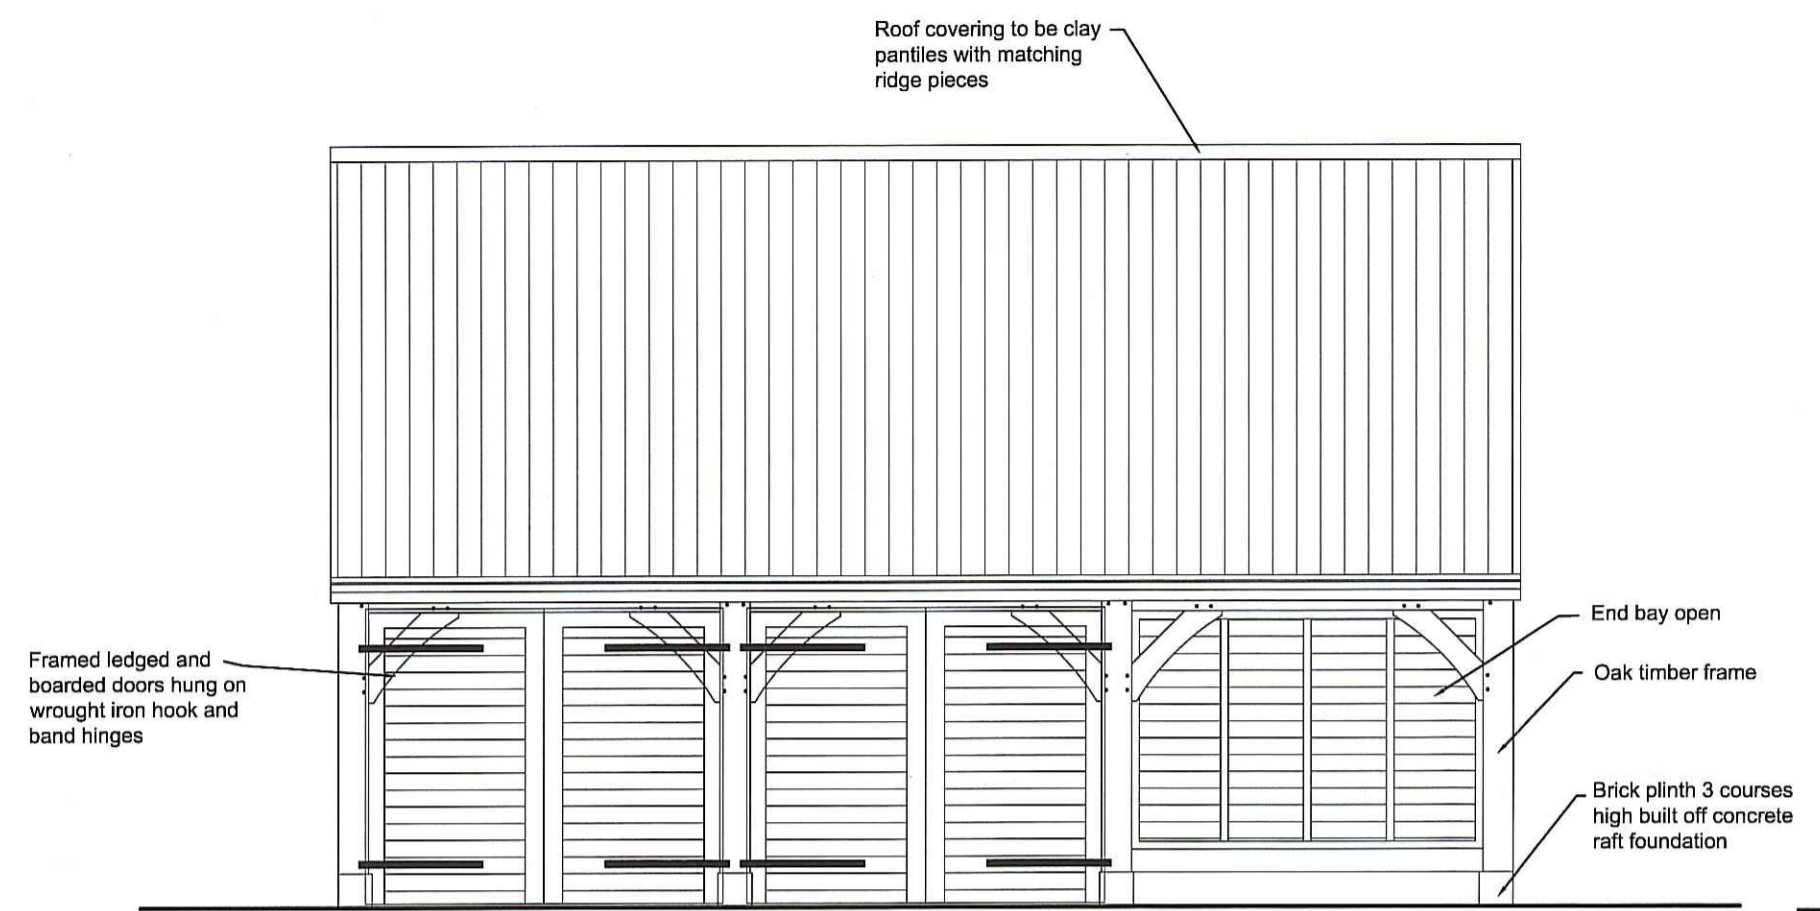 Roof covering to be clay
pantiles with matching
ridge pieces
End bay open
Framed ledged and
boarded doors hung on
wrought iron hook and
band hinges
Oak timber frame
Brick plinth 3 courses
high built off concrete
raft foundation